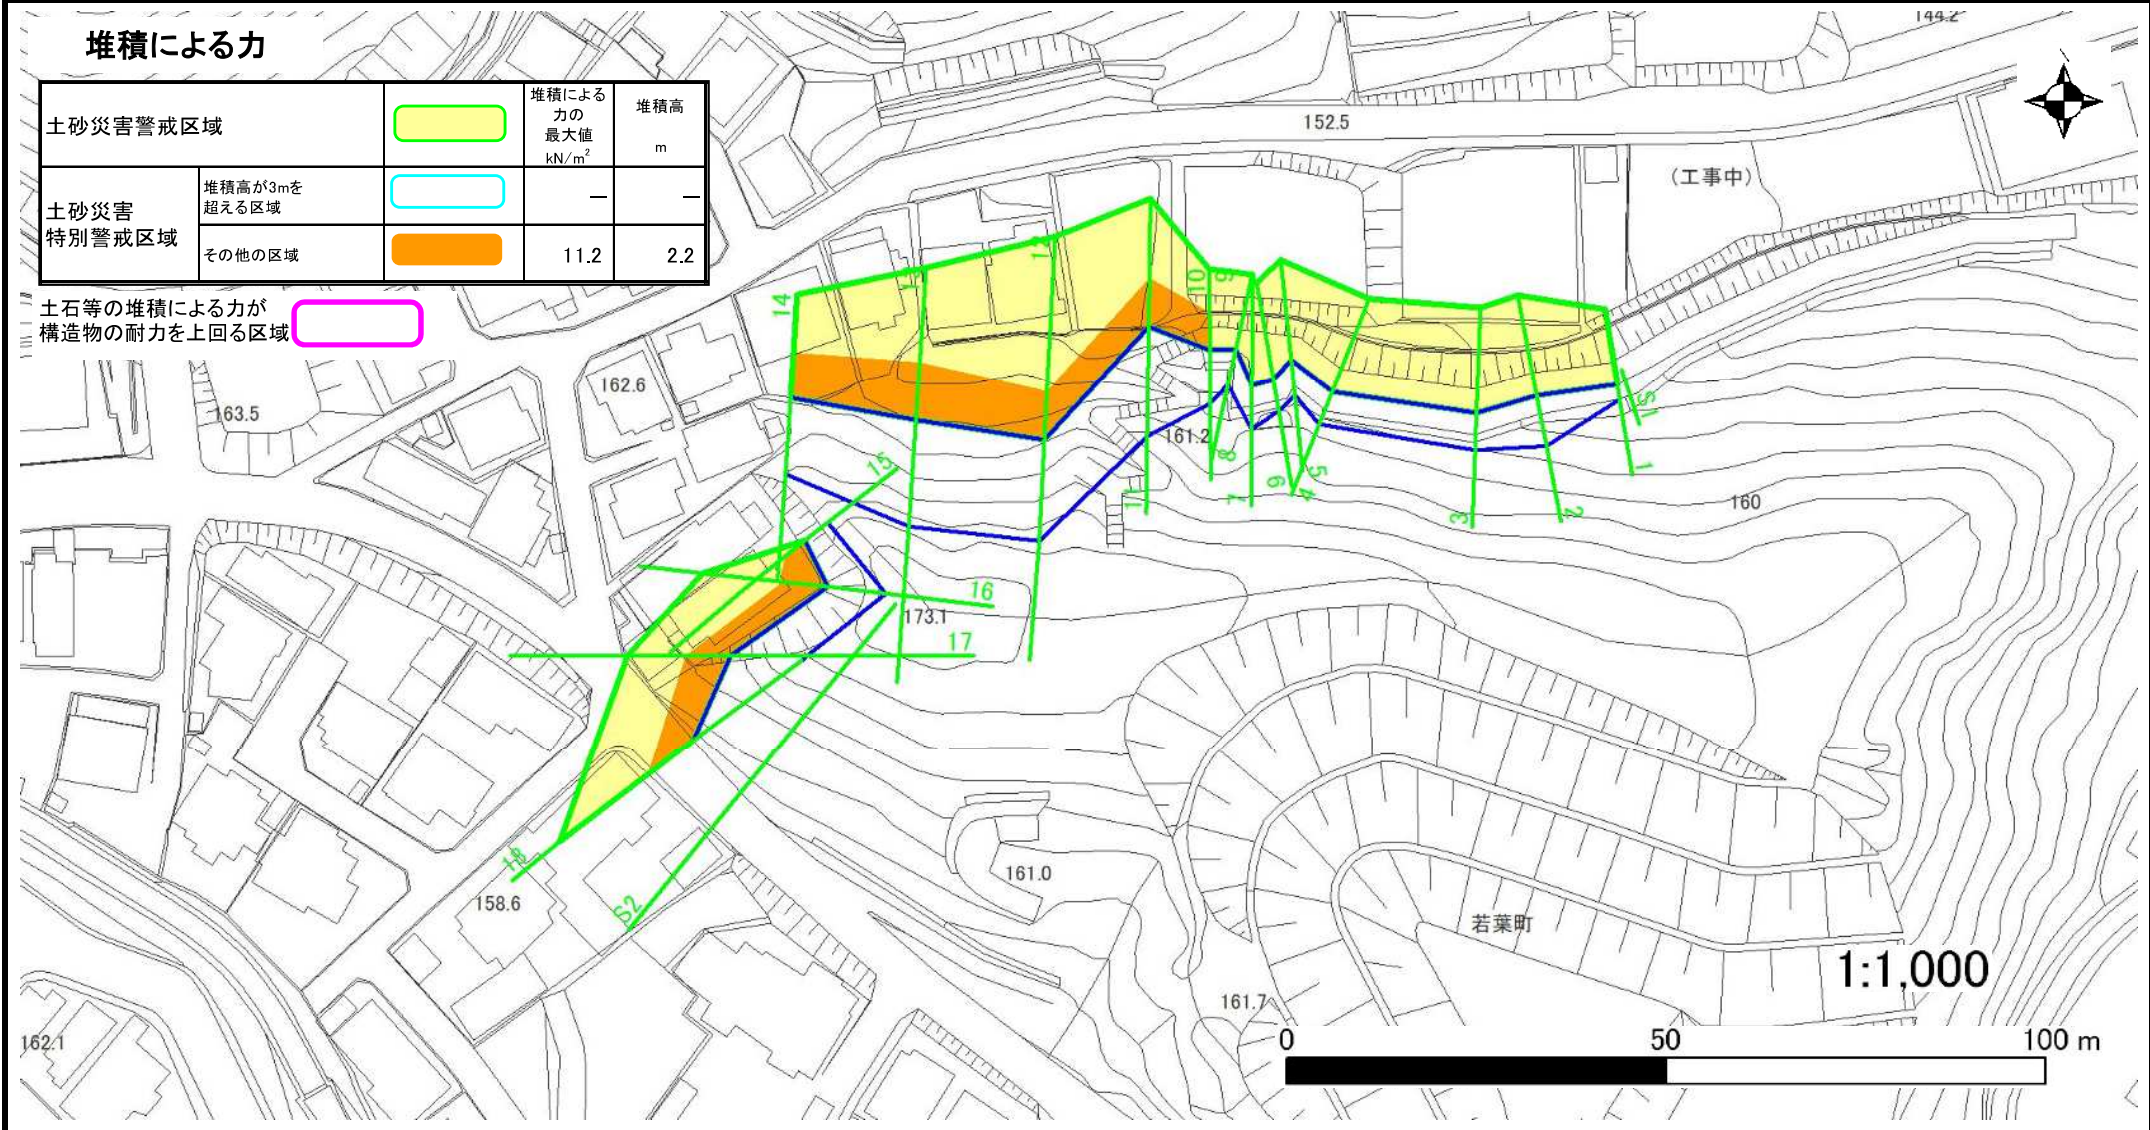 堆積による力
堆積による
力の
最大値
kN/m²
堆積高
m
土砂災害警戒区域
土砂災害
特別警戒区域
堆積高が3mを
超える区域
－
－
その他の区域
11.2
2.2
土石等の堆積による力が
構造物の耐力を上回る区域
144.2
152.5
(工事中)
162.6
163.5
161.2
160
173.1
161.0
158.6
161.7
162.1
若葉町
14
13
12
10
9
15
16
17
18
S2
11
8
7
6
4
5
3
2
1
S1
1:1,000
0
50
100 m